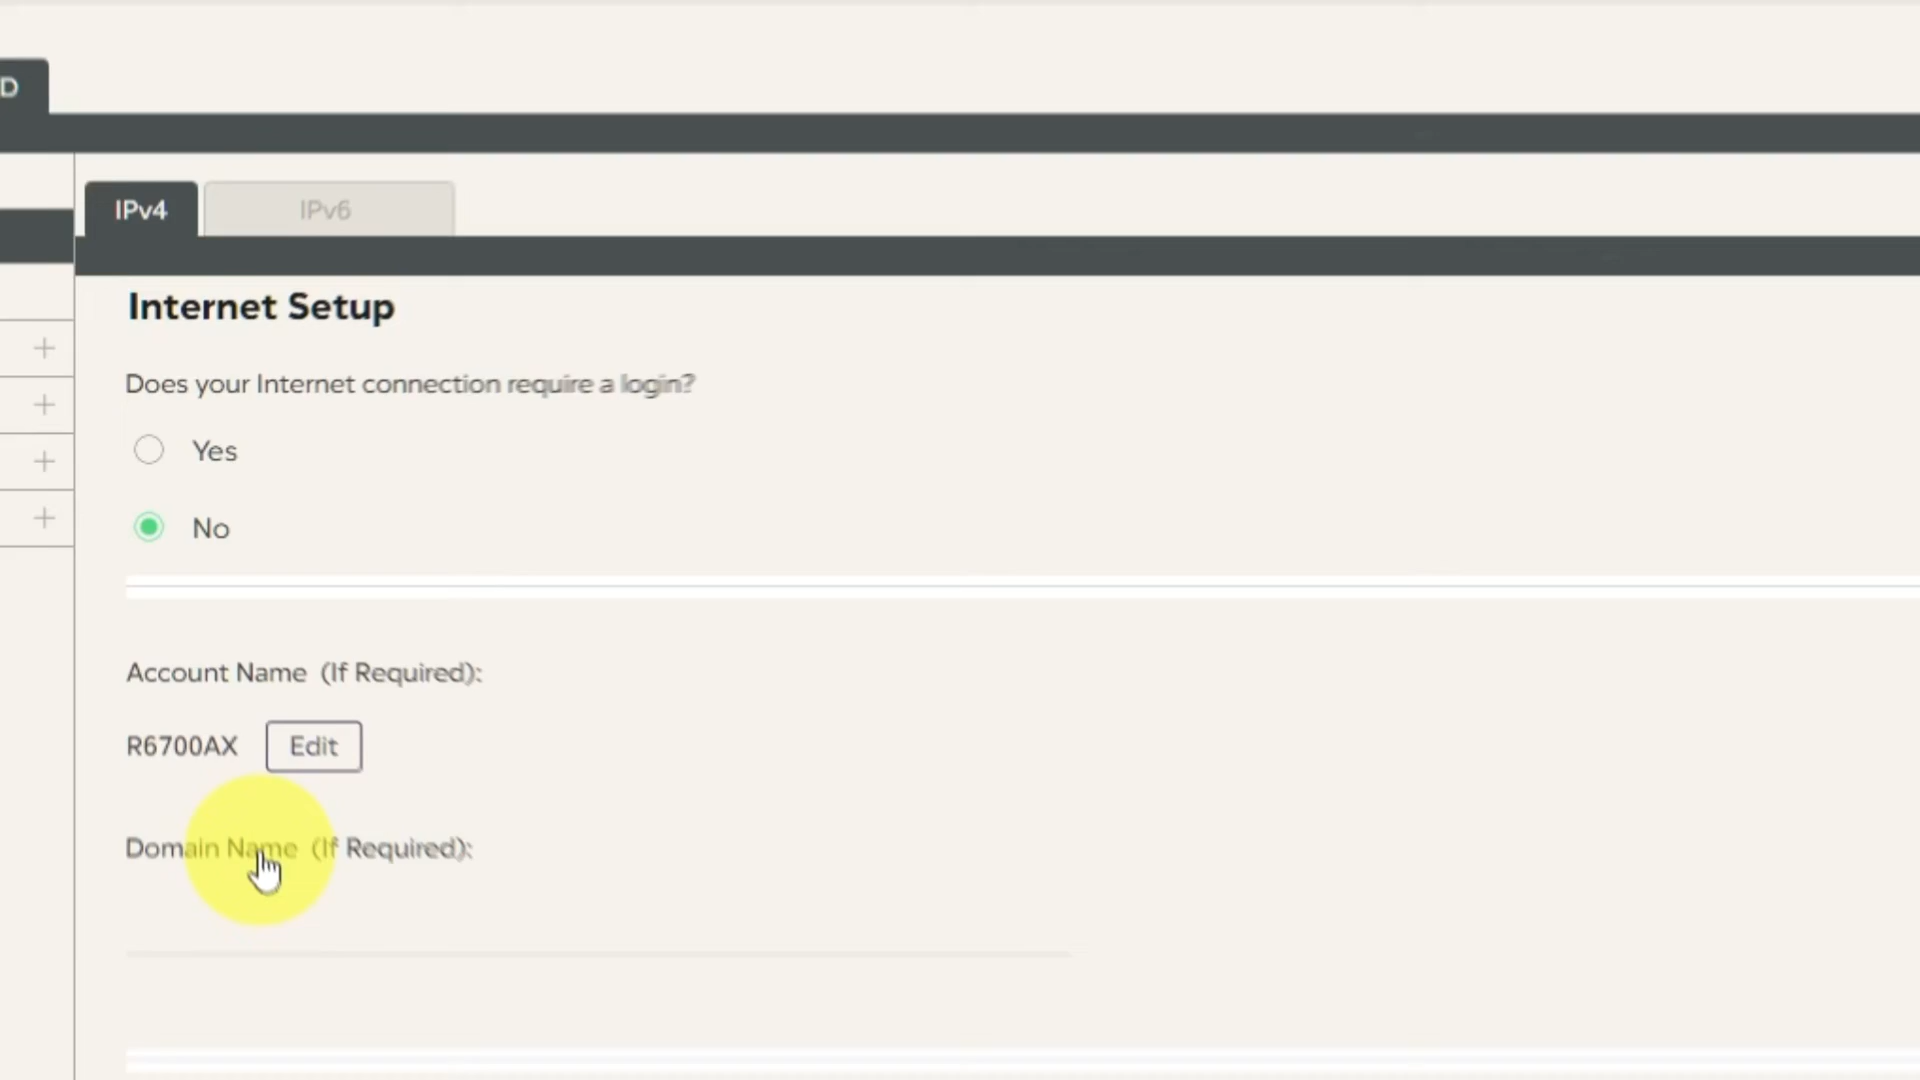 D
IPv4
IPv6
Internet Setup
Does your Internet connection require a login?
Yes
No
Account Name (If Required):
R6700AX
Edit
Domain Name (If Required):